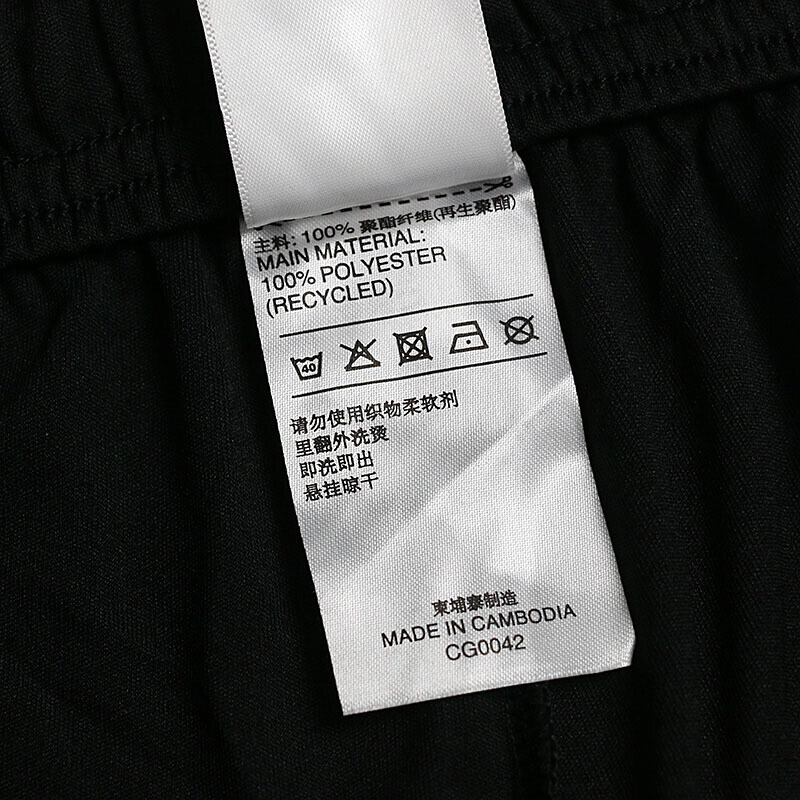 主料: 100% 聚酯纤维(再生聚酯)
MAIN MATERIAL:
100% POLYESTER
(RECYCLED)
40
请勿使用织物柔软剂
里翻外洗烫
即洗即出
悬挂晾干
柬埔寨制造
MADE IN CAMBODIA
CG0042